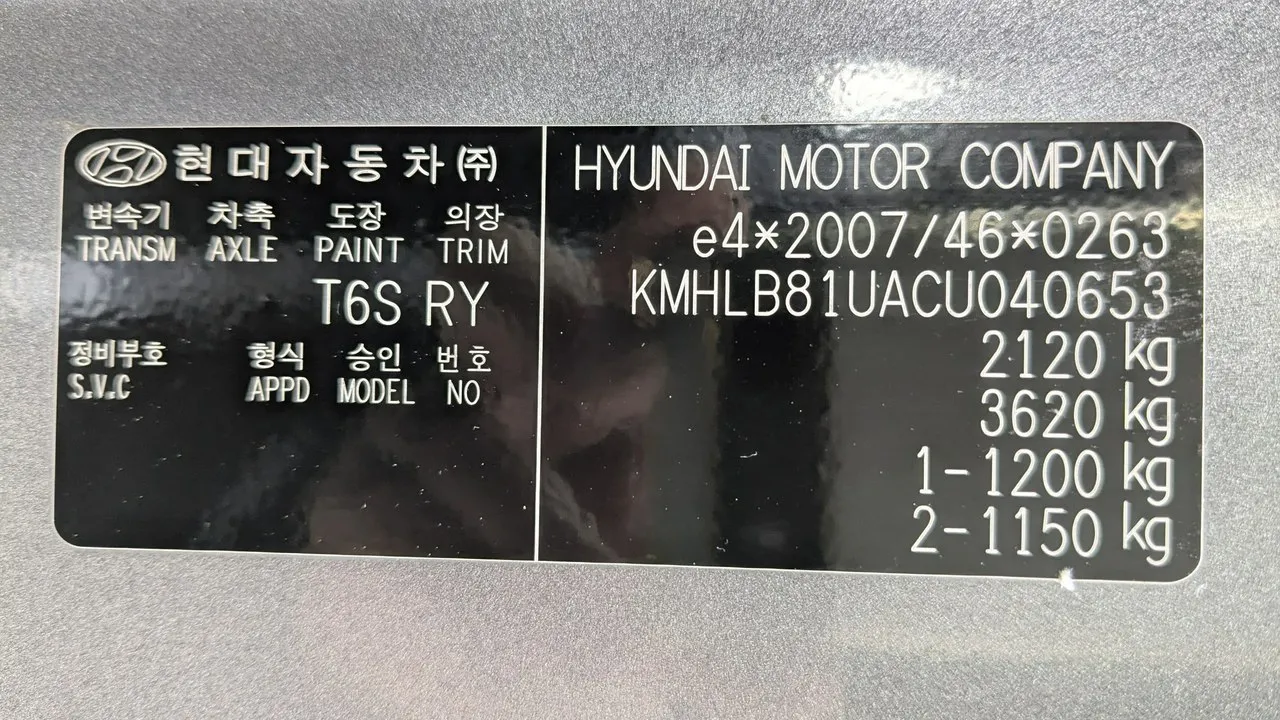 현대자동차㈜
변속기 차축 도장 의장
TRANSM AXLE PAINT TRIM
T6S RY
정비부호 형식 승인 번호
S.V.C APPD MODEL NO
HYUNDAI MOTOR COMPANY
e4*2007/46*0263
KMHLB81UACU040653
2120 kg
3620 kg
1-1200 kg
2-1150 kg